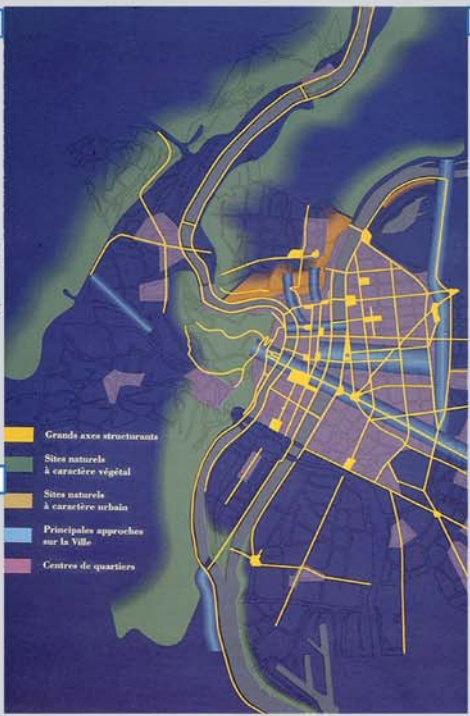 Grands axes structurants
Sites naturels
à caractère végétal
Sites naturels
à caractère urbain
Principales approches
sur la Ville
Centres de quartiers